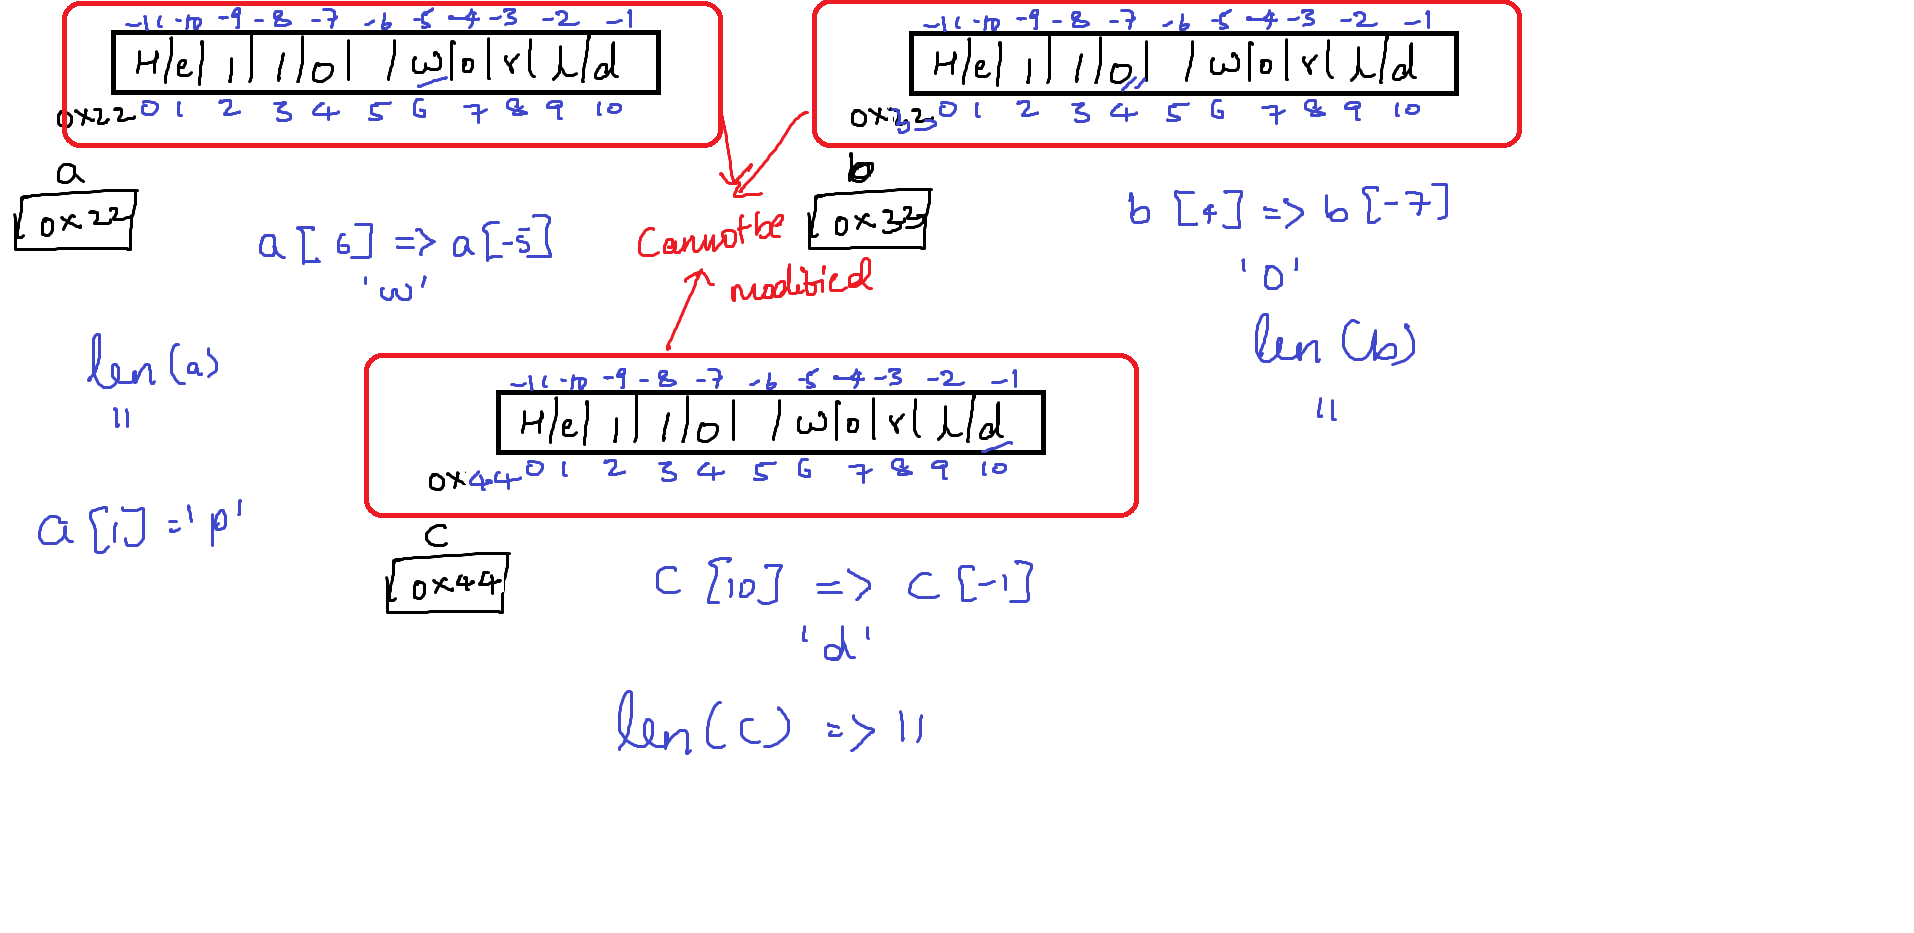 -11 -10 -9 -8 -7 -6 -5 -4 -3 -2 -1
H e l l o w o r l d
0x22 0 1 2 3 4 5 6 7 8 9 10
a
0x22
a [ 6 ] => a [-5]
'w'
len (a)
11
a [1] = 'p'
-11 -10 -9 -8 -7 -6 -5 -4 -3 -2 -1
H e l l o w o r l d
0 1 2 3 4 5 6 7 8 9 10
b
0x33
b [4] => b [-7]
'o'
len (b)
11
Cannot be
modified
-11 -10 -9 -8 -7 -6 -5 -4 -3 -2 -1
H e l l o w o r l d
0x44 0 1 2 3 4 5 6 7 8 9 10
c
0x44
c [10] => c [-1]
'd'
len (c) => 11